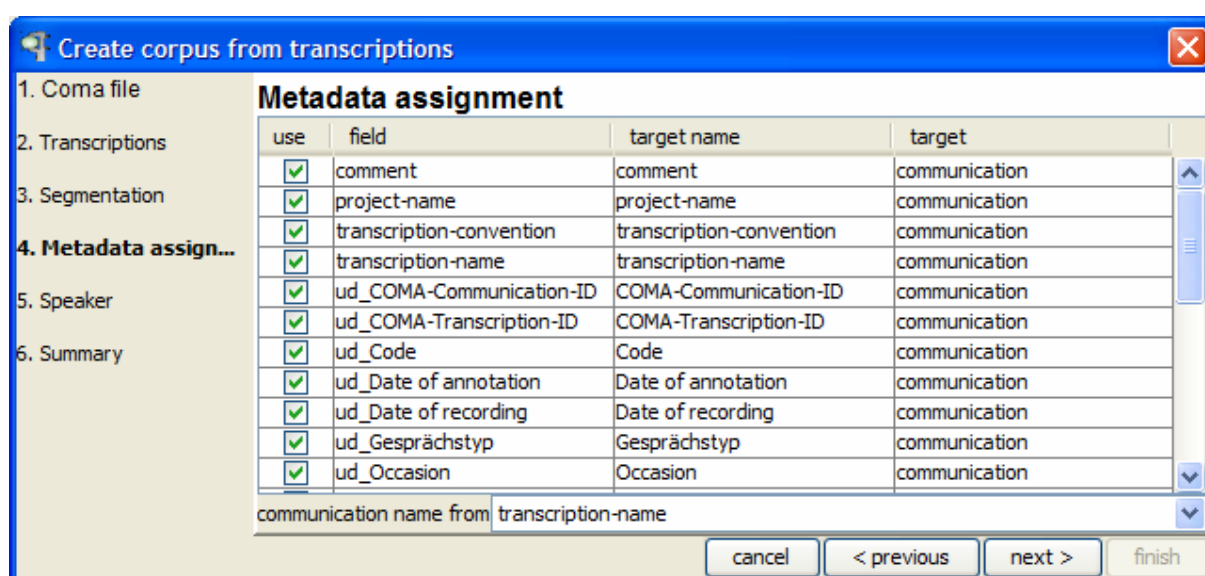 Create corpus from transcriptions
1. Coma file
2. Transcriptions
3. Segmentation
4. Metadata assign...
5. Speaker
6. Summary
Metadata assignment
use field target name target
comment comment communication
project-name project-name communication
transcription-convention transcription-convention communication
transcription-name transcription-name communication
ud_COMA-Communication-ID COMA-Communication-ID communication
ud_COMA-Transcription-ID COMA-Transcription-ID communication
ud_Code Code communication
ud_Date of annotation Date of annotation communication
ud_Date of recording Date of recording communication
ud_Gesprächstyp Gesprächstyp communication
ud_Occasion Occasion communication
communication name from transcription-name
cancel < previous next > finish